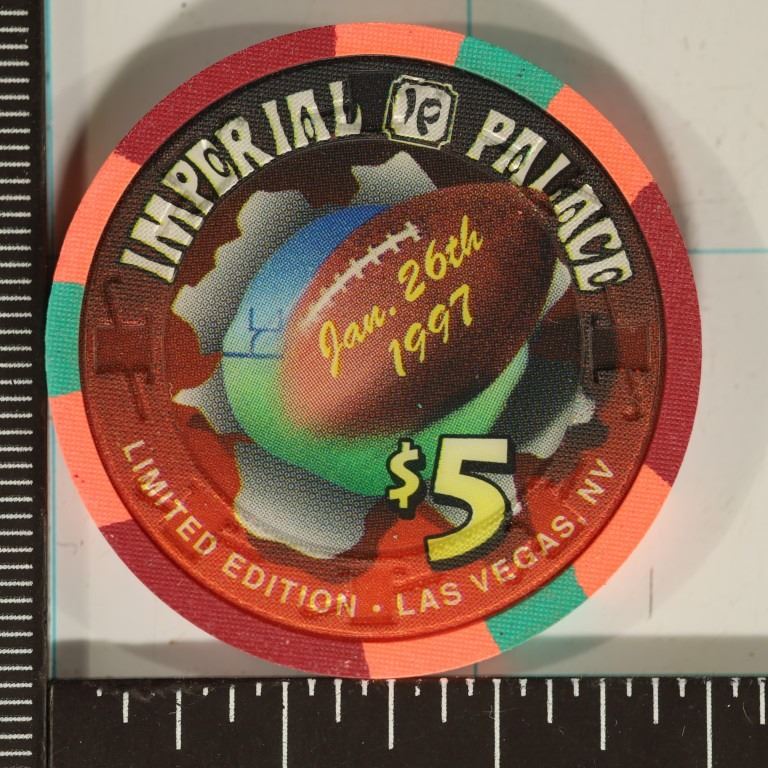 IMPERIAL IP PALACE
Jan. 26th
1997
$5
LIMITED EDITION · LAS VEGAS, NV